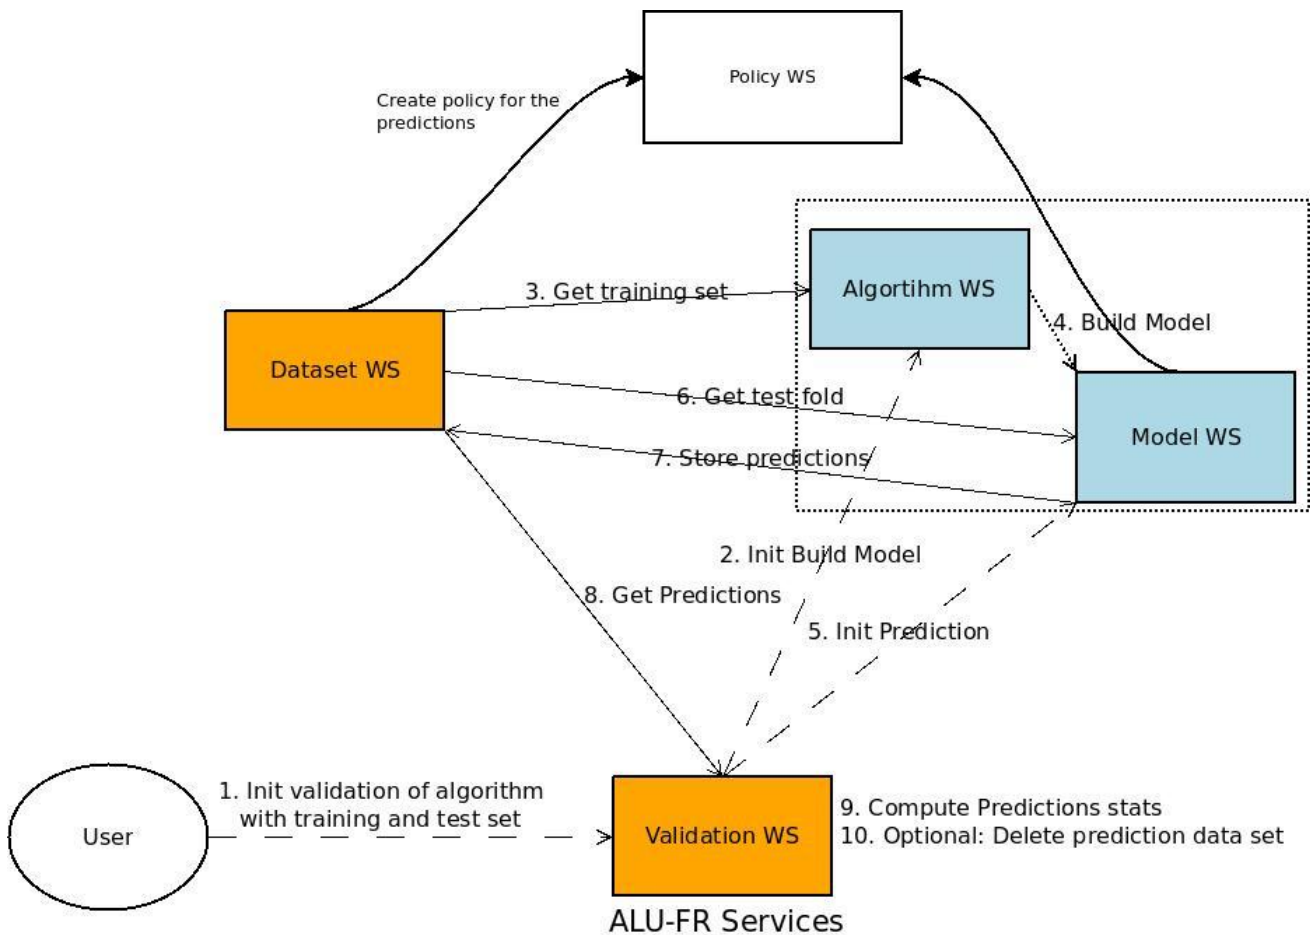 Policy WS
Create policy for the
predictions
Algortihm WS
3. Get training set
4. Build Model
Dataset WS
6. Get test fold
Model WS
7. Store predictions
2. Init Build Model
8. Get Predictions
5. Init Prediction
1. Init validation of algorithm
with training and test set
User
Validation WS
9. Compute Predictions stats
10. Optional: Delete prediction data set
ALU-FR Services